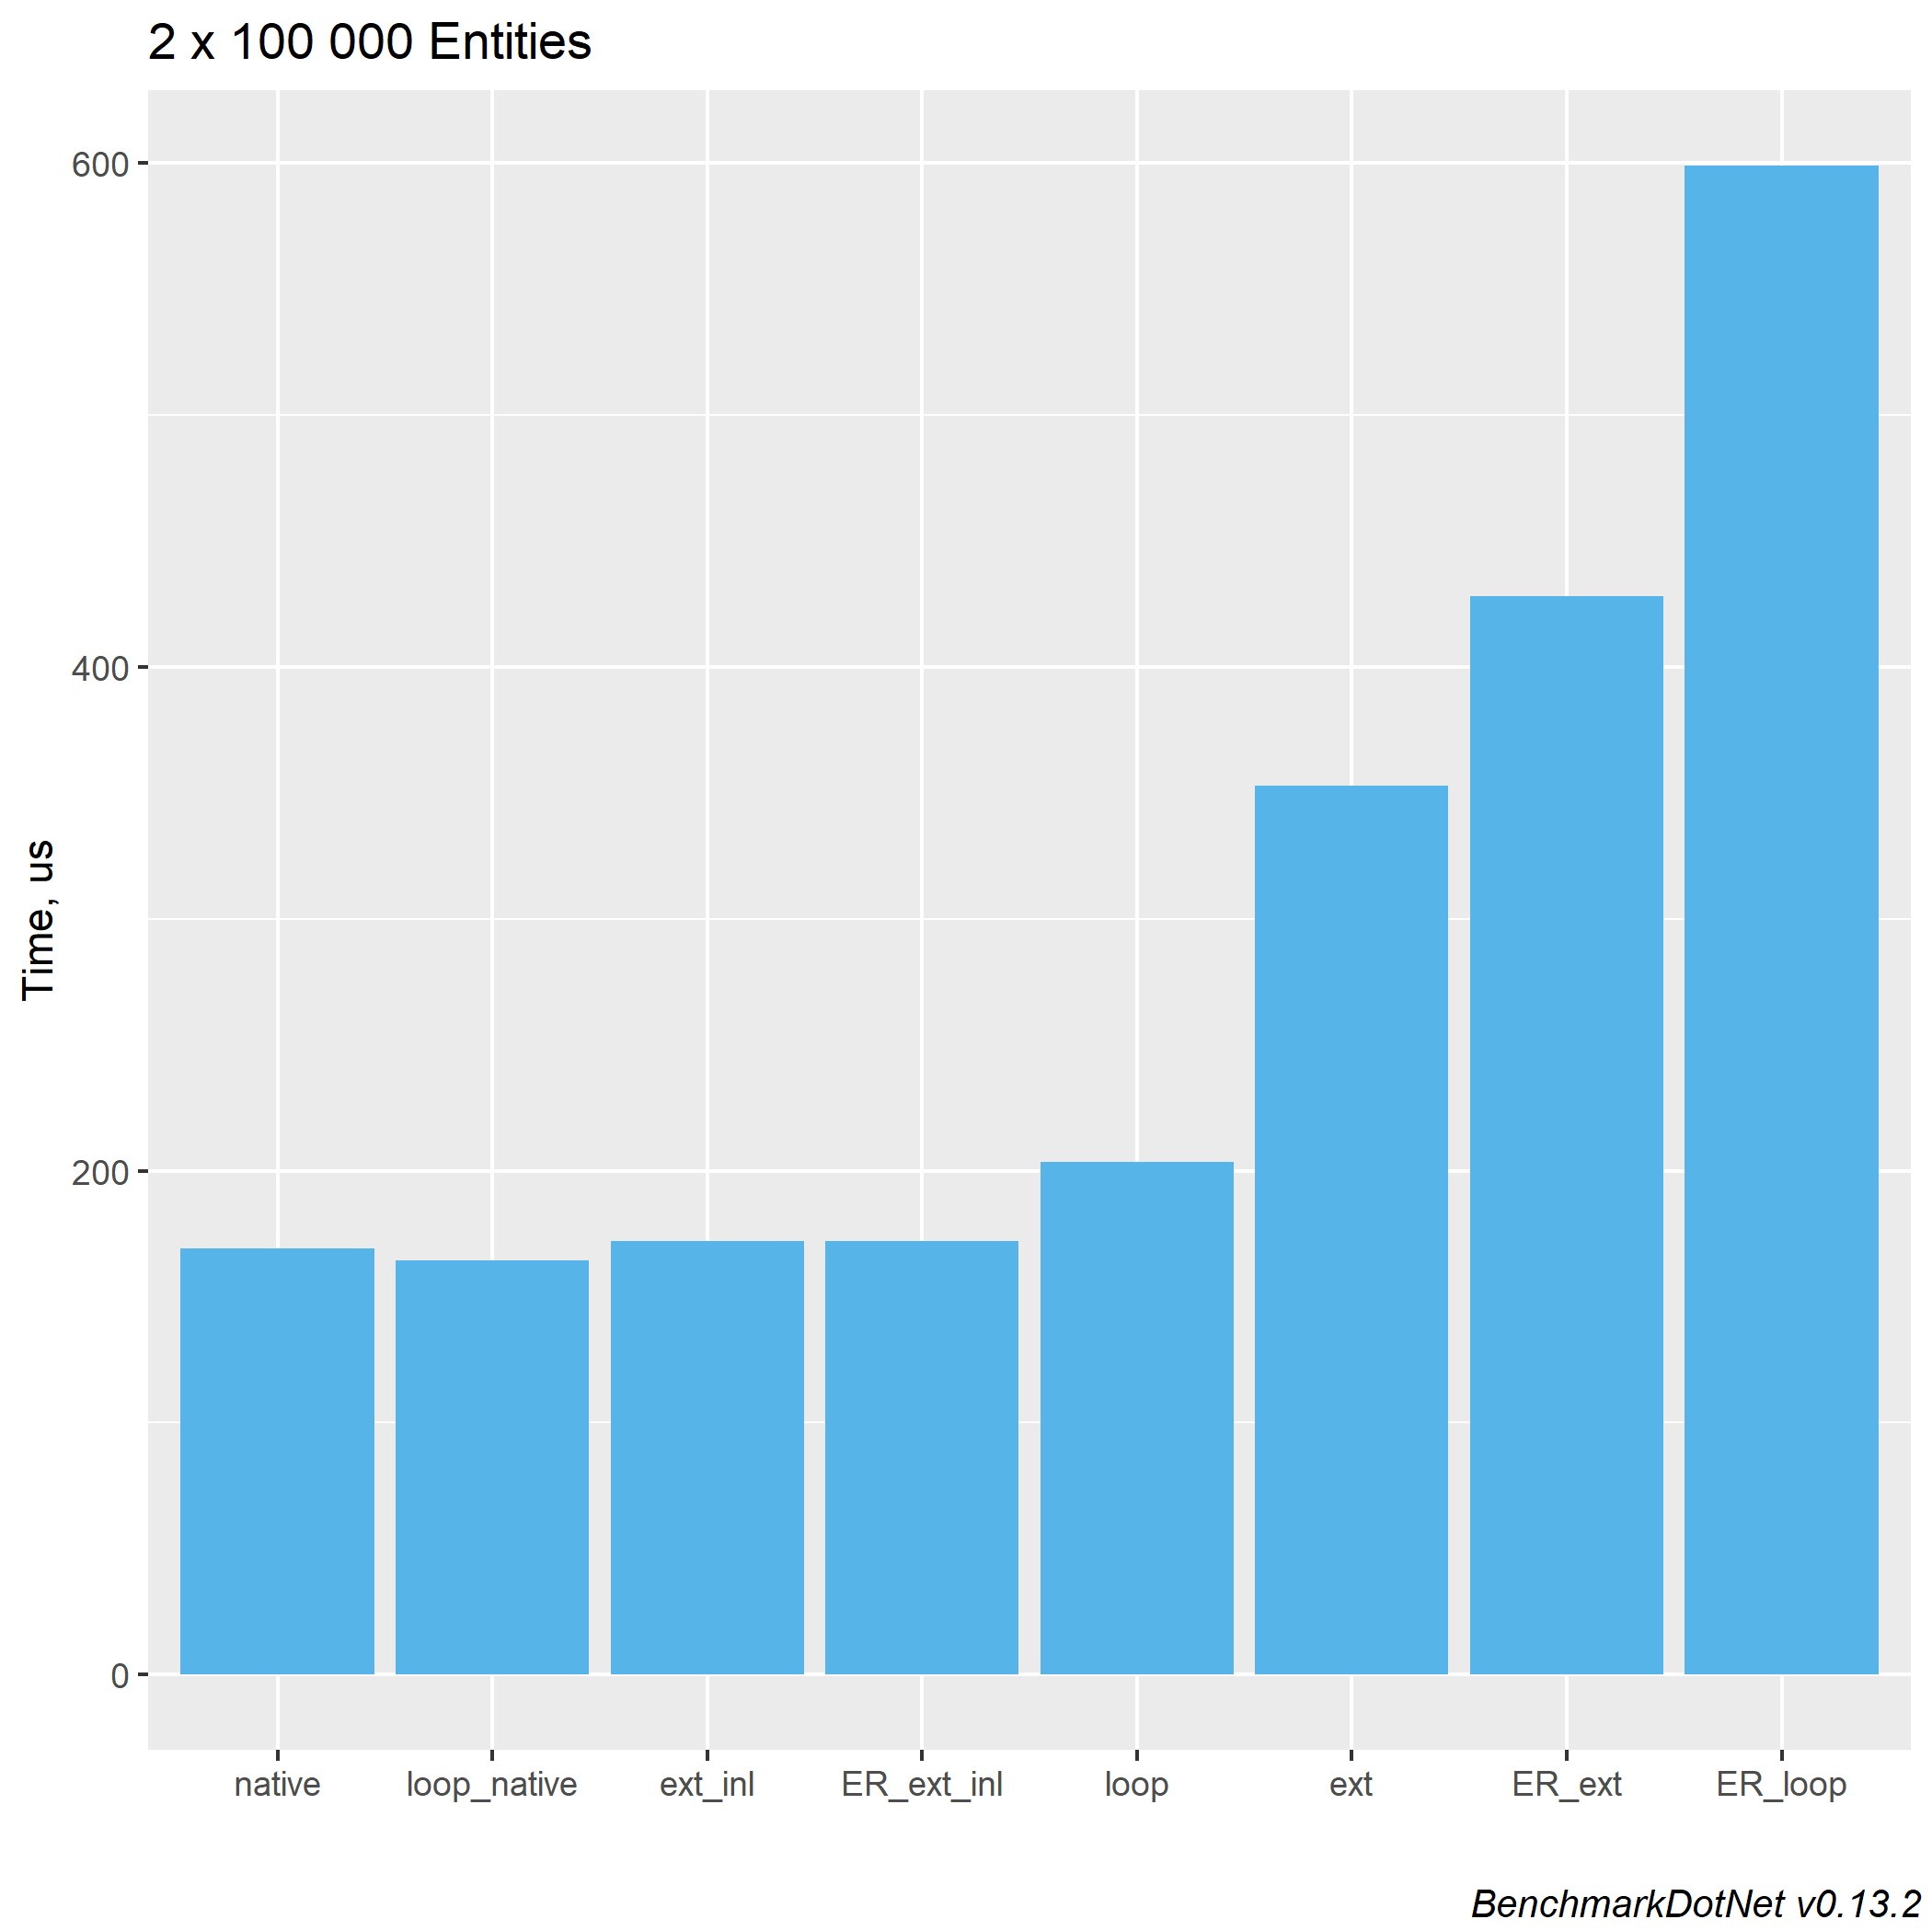 2 x 100 000 Entities
Time, us
600
400
200
0
native loop_native ext_inl ER_ext_inl loop ext ER_ext ER_loop
BenchmarkDotNet v0.13.2